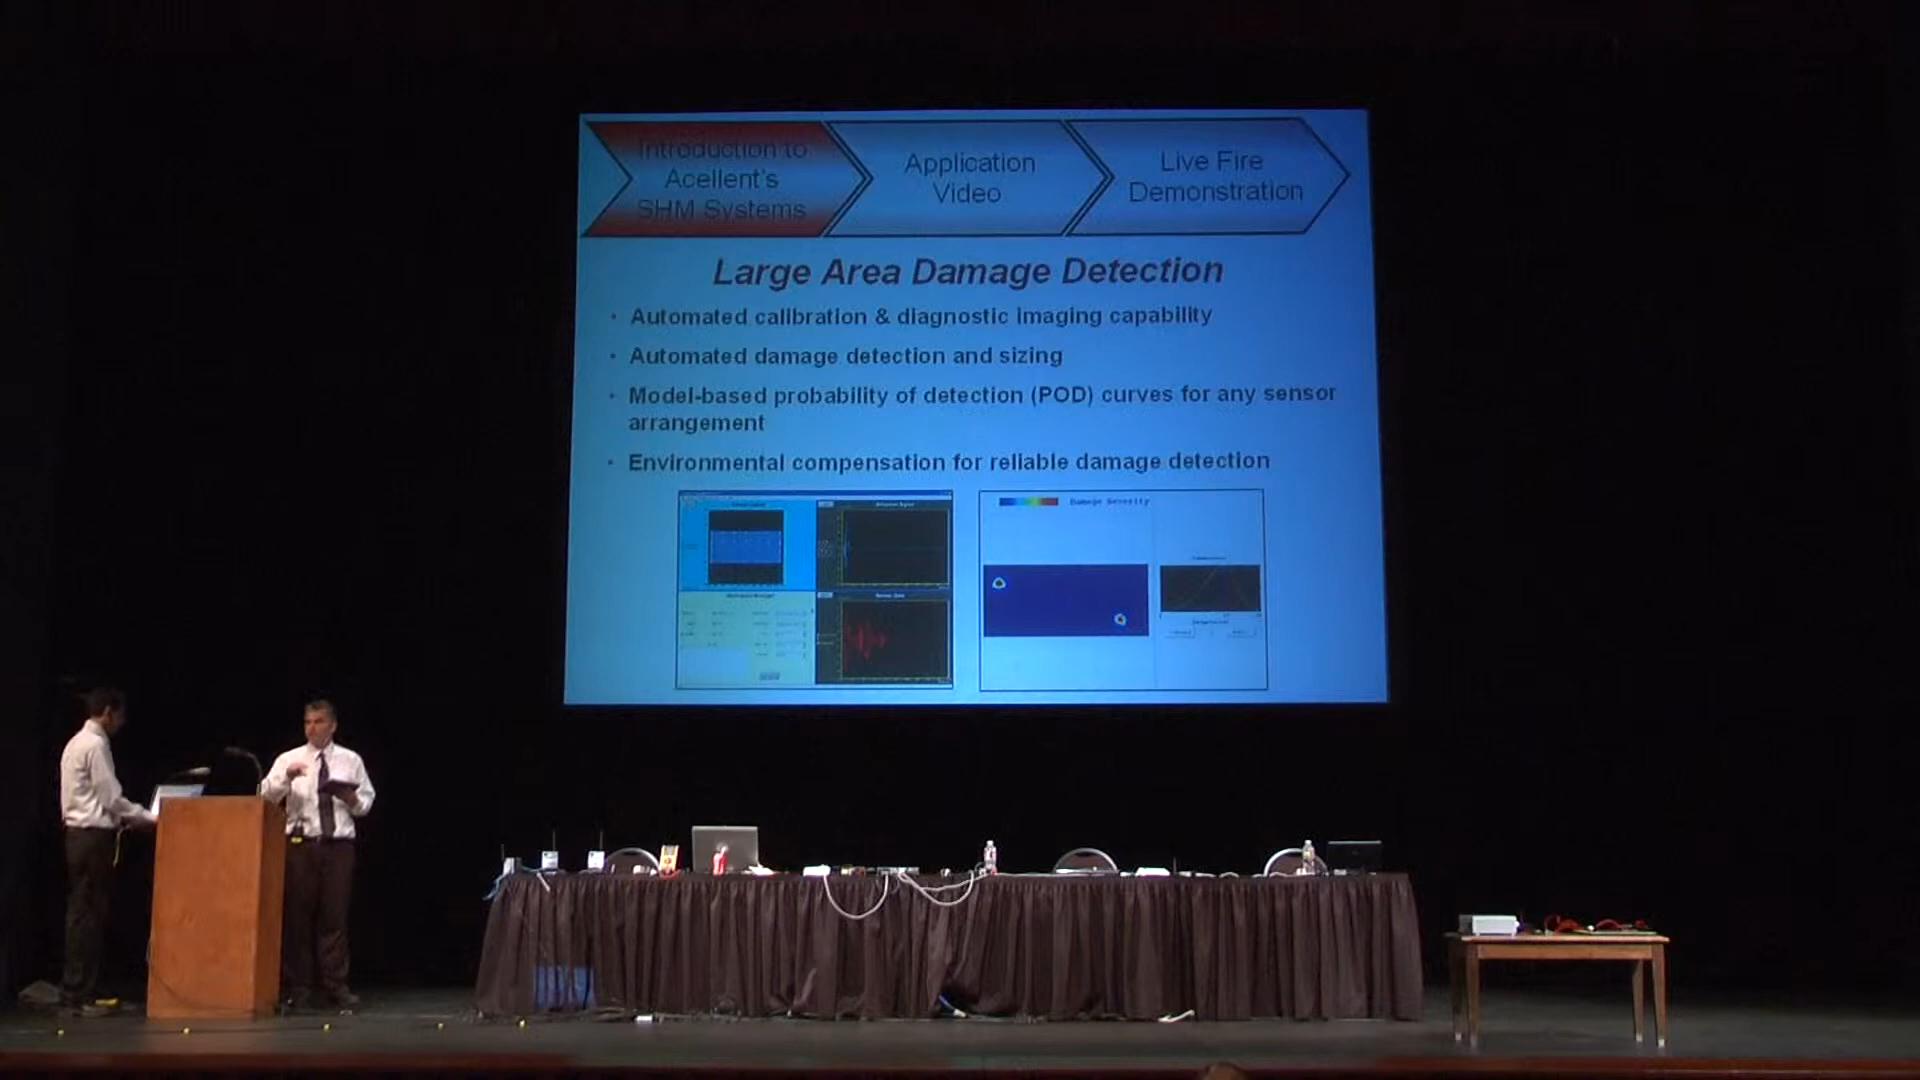 Introduction to
Acellent's
SHM Systems
Application
Video
Live Fire
Demonstration
Large Area Damage Detection
• Automated calibration & diagnostic imaging capability
• Automated damage detection and sizing
• Model-based probability of detection (POD) curves for any sensor
arrangement
• Environmental compensation for reliable damage detection
Damage Severity